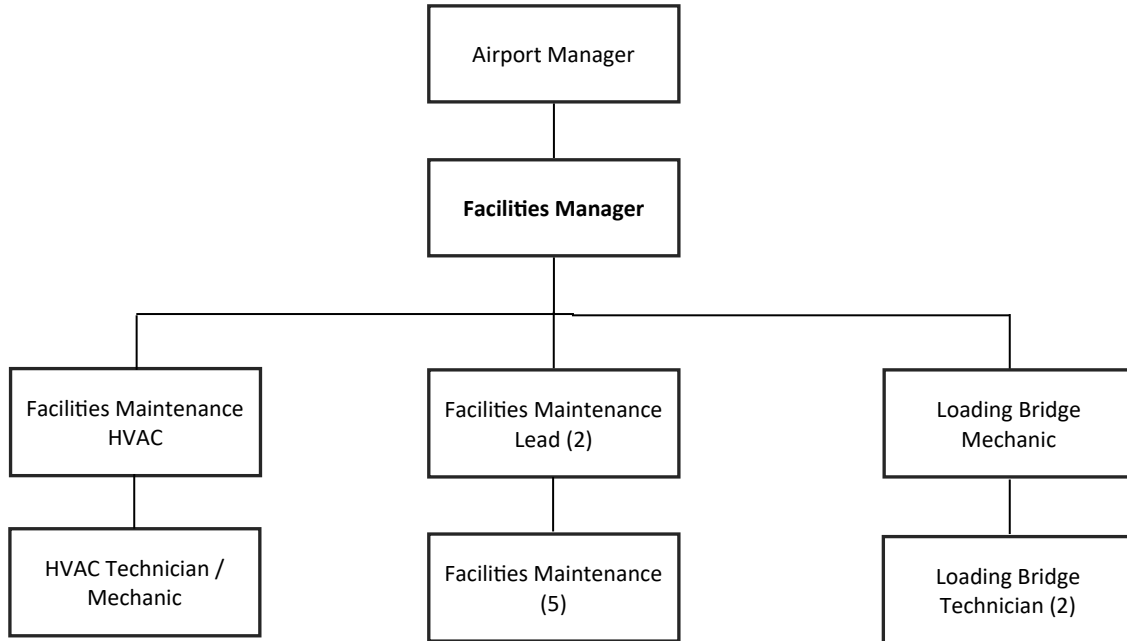 Airport Manager
Facilities Manager
Facilities Maintenance
HVAC
Facilities Maintenance
Lead (2)
Loading Bridge
Mechanic
HVAC Technician /
Mechanic
Facilities Maintenance
(5)
Loading Bridge
Technician (2)